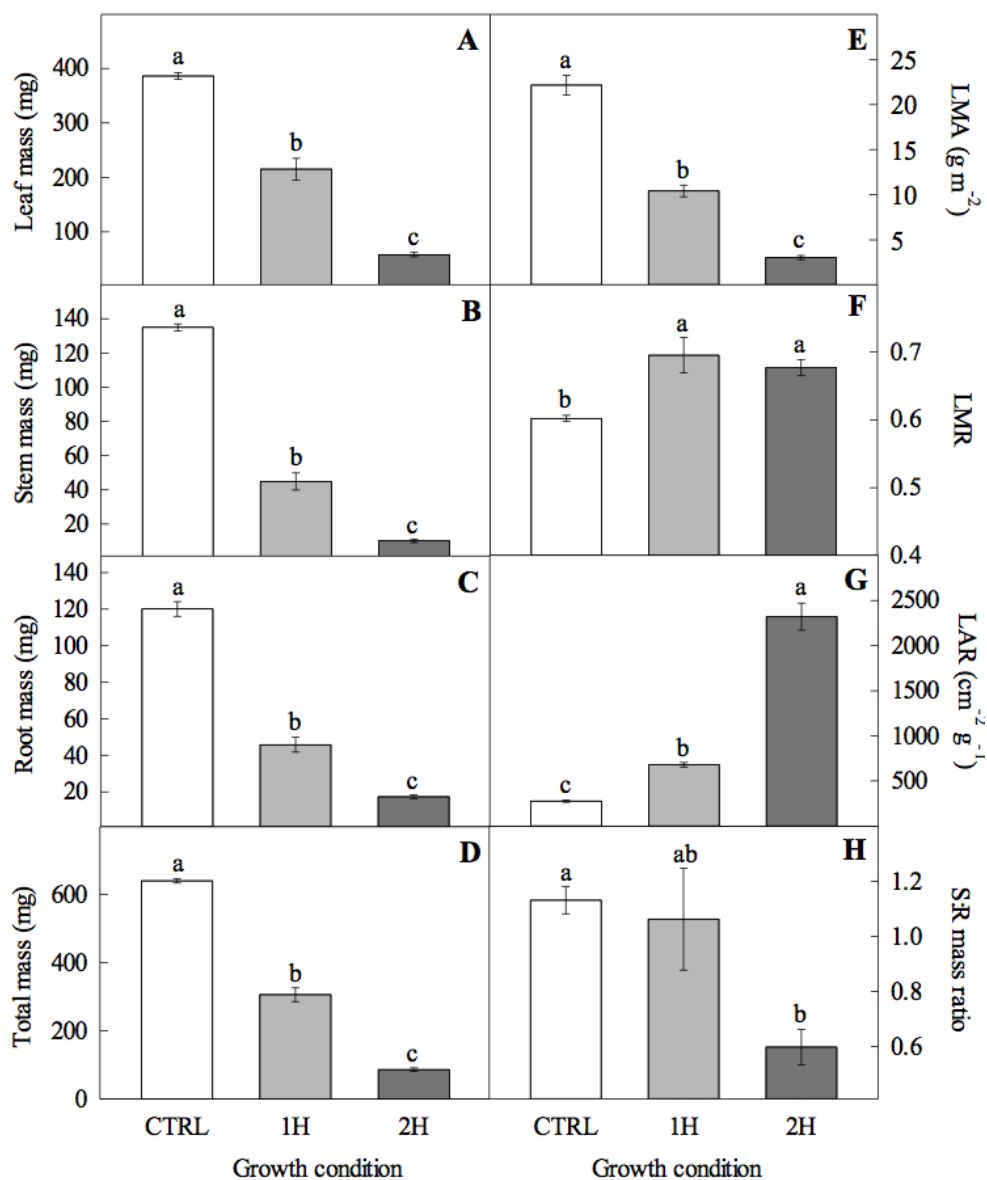 A
Leaf mass (mg)
400
300
200
100
a
b
c
E
LMA (g m-2)
25
20
15
10
5
a
b
c
B
Stem mass (mg)
140
120
100
80
60
40
20
a
b
c
F
LMR
0.7
0.6
0.5
0.4
b
a
a
C
Root mass (mg)
140
120
100
80
60
40
20
a
b
c
G
LAR (cm-2 g-1)
2500
2000
1500
1000
500
c
b
a
D
Total mass (mg)
600
400
200
0
a
b
c
H
S:R mass ratio
1.2
1.0
0.8
0.6
a
ab
b
CTRL 1H 2H
CTRL 1H 2H
Growth condition
Growth condition